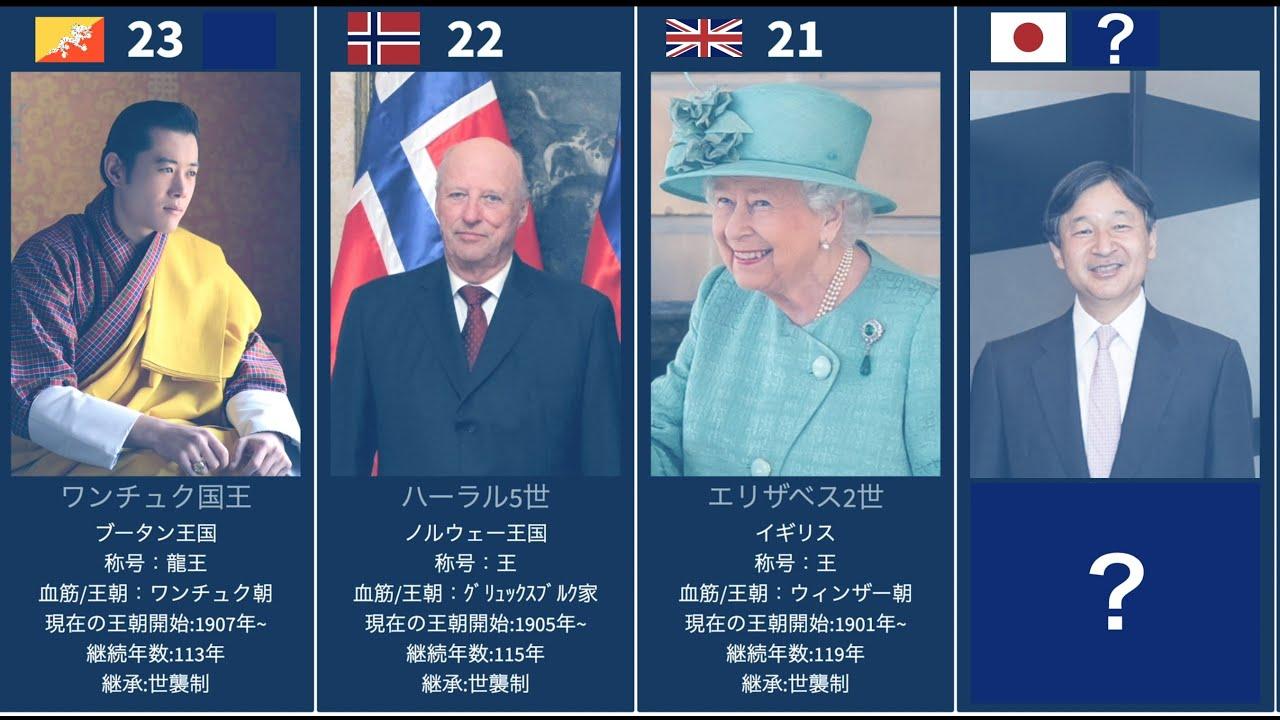 23
22
21
?
ワンチュク国王
ブータン王国
称号：龍王
血筋/王朝：ワンチュク朝
現在の王朝開始:1907年~
継続年数:113年
継承:世襲制
ハーラル5世
ノルウェー王国
称号：王
血筋/王朝：ｸﾞﾘｭｯｸｽﾌﾞﾙｸ家
現在の王朝開始:1905年~
継続年数:115年
継承:世襲制
エリザベス2世
イギリス
称号：王
血筋/王朝：ウィンザー朝
現在の王朝開始:1901年~
継続年数:119年
継承:世襲制
?